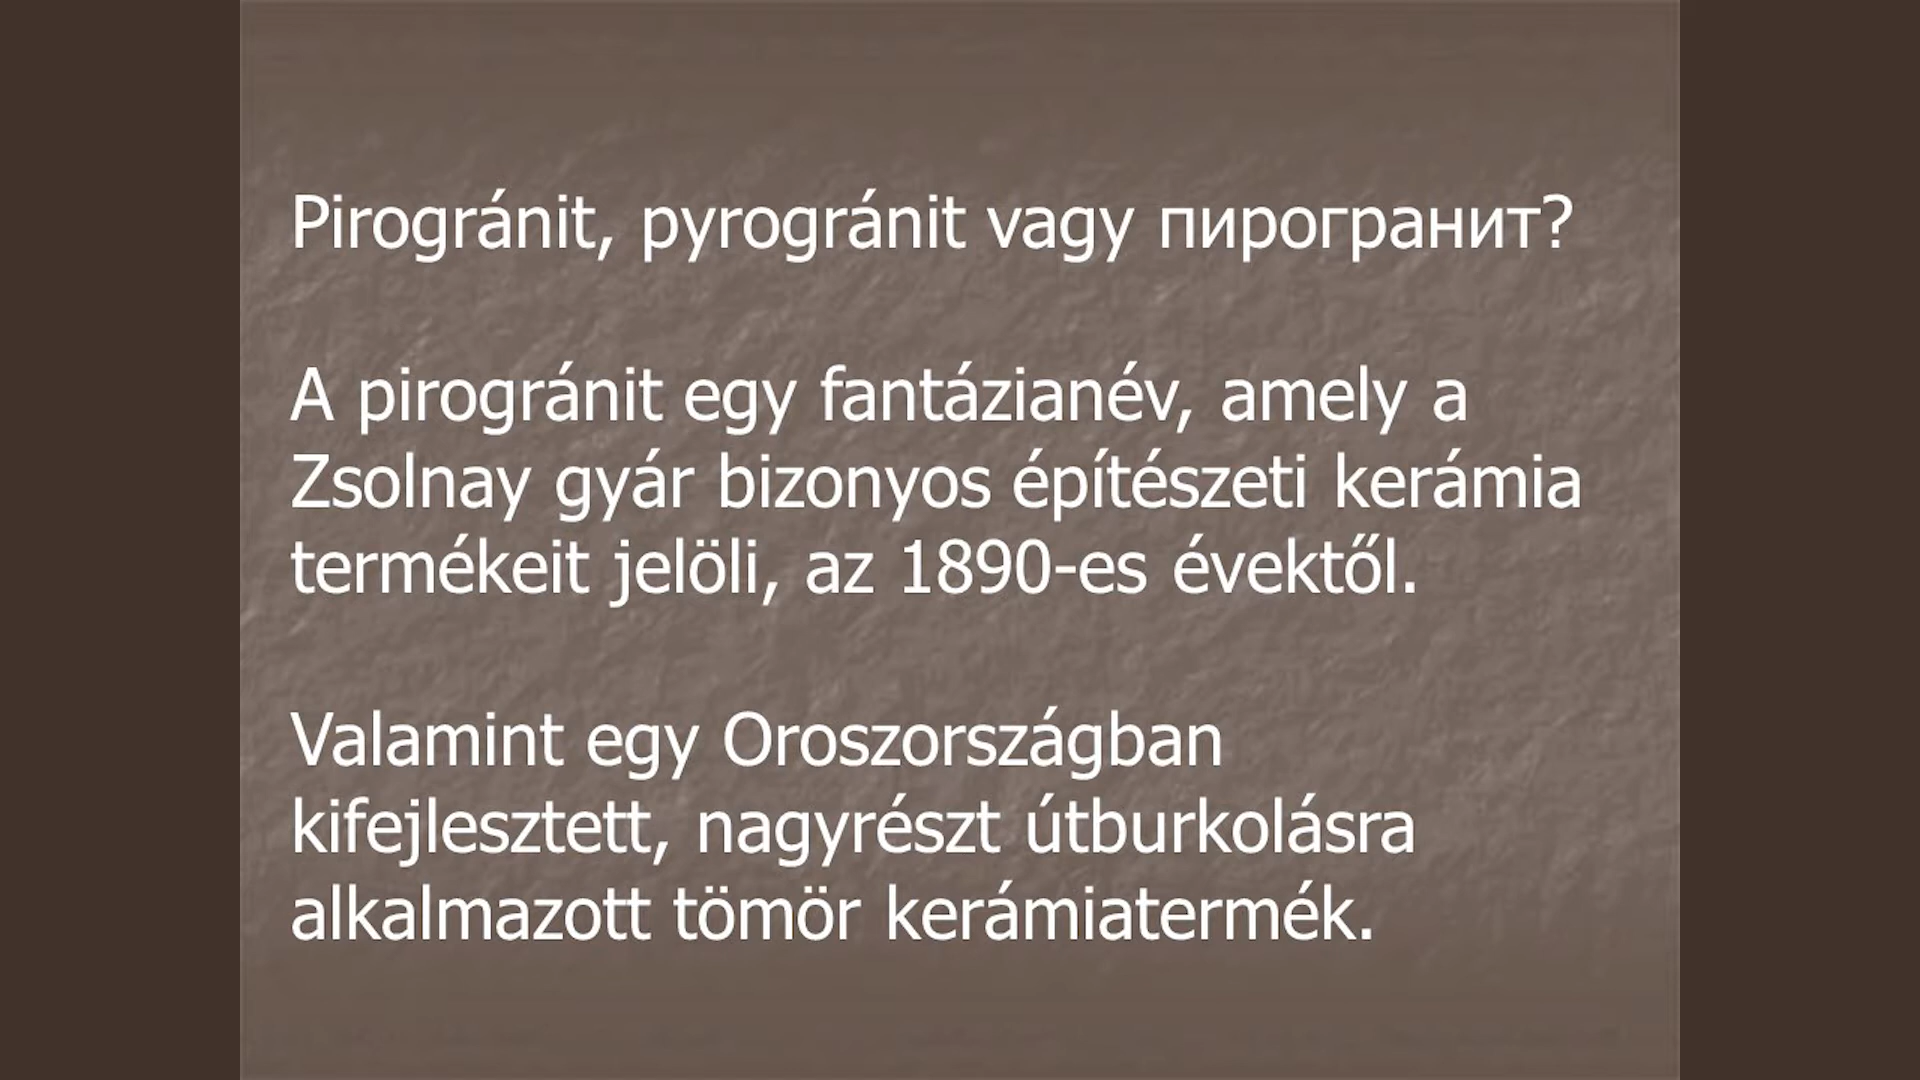 Pirogránit, pyrogránit vagy пирогранит?
A pirogránit egy fantázianév, amely a
Zsolnay gyár bizonyos építészeti kerámia
termékeit jelöli, az 1890-es évektől.
Valamint egy Oroszországban
kifejlesztett, nagyrészt útburkolásra
alkalmazott tömör kerámiatermék.